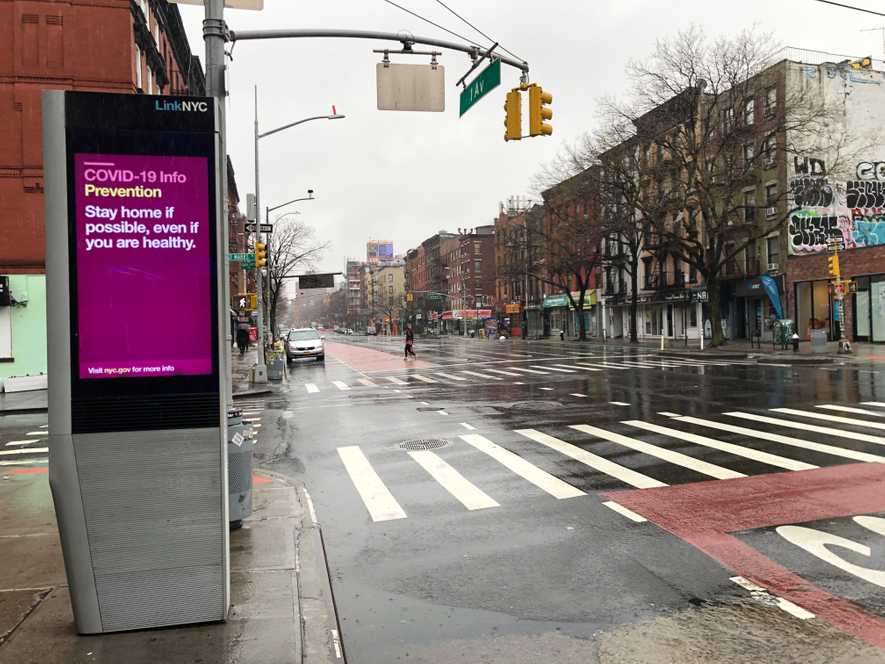 LinkNYC
COVID-19 Info
Prevention
Stay home if
possible, even if
you are healthy.
Visit nyc.gov for more info
1 AV